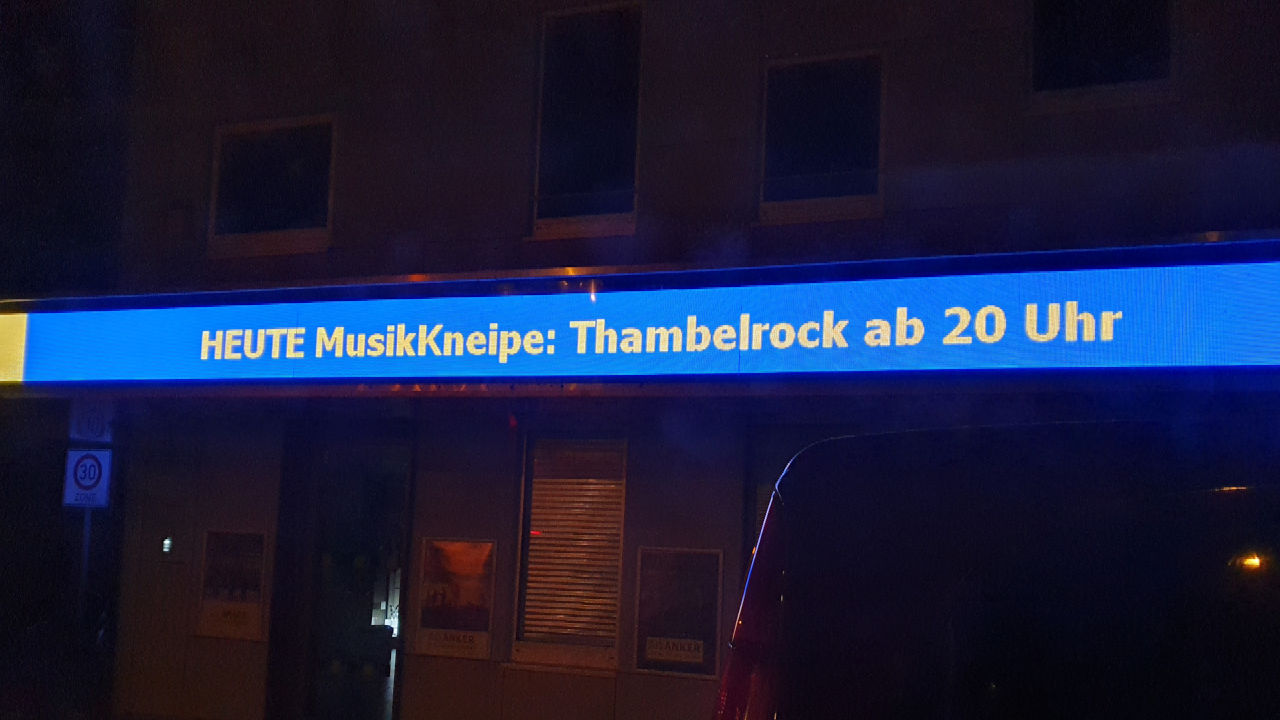 HEUTE MusikKneipe: Thambelrock ab 20 Uhr
30
ZONE
ANKER
ANKER